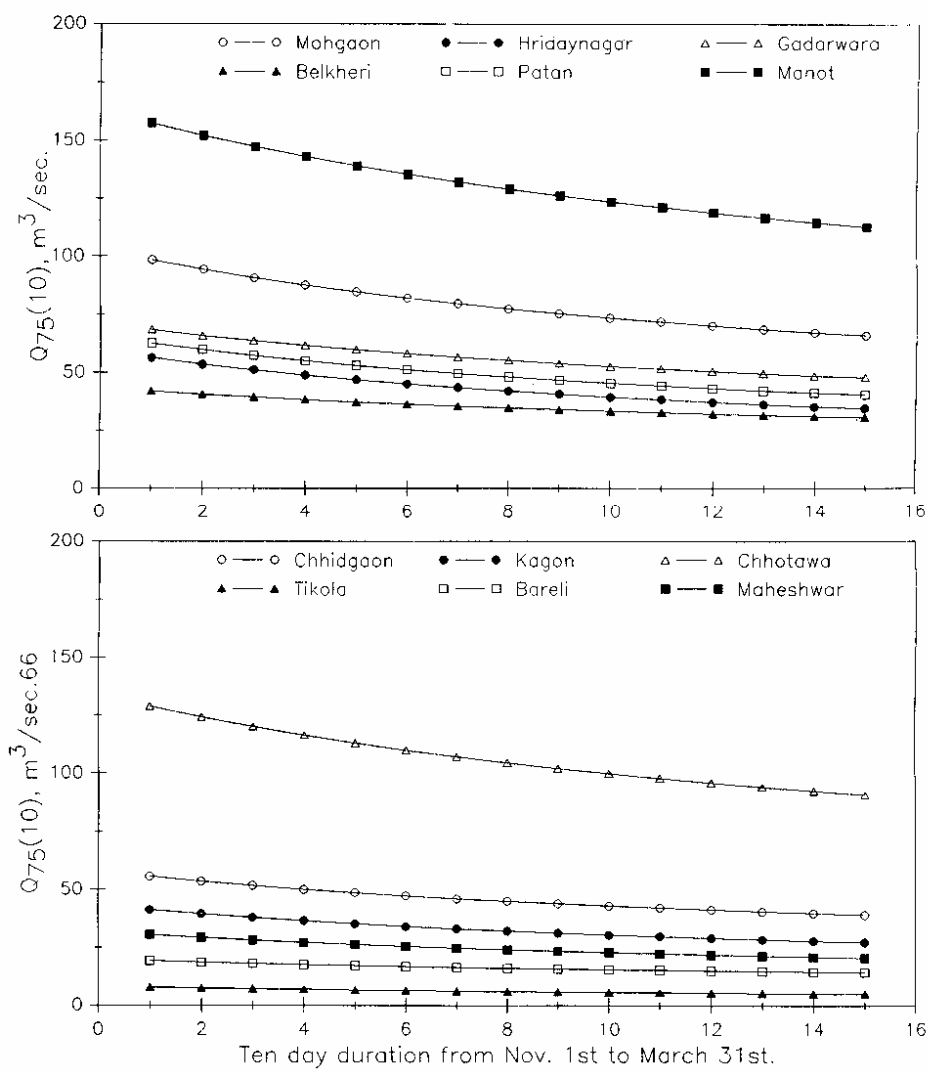 200
Mohgaon Hridaynagar Gadarwara
Belkheri Patan Manot
150
100
50
0
Q75(10), m³/sec.
0 2 4 6 8 10 12 14 16
200
Chhidgaon Kagon Chhotawa
Tikola Bareli Maheshwar
150
100
50
0
Q75(10), m³/sec.66
0 2 4 6 8 10 12 14 16
Ten day duration from Nov. 1st to March 31st.